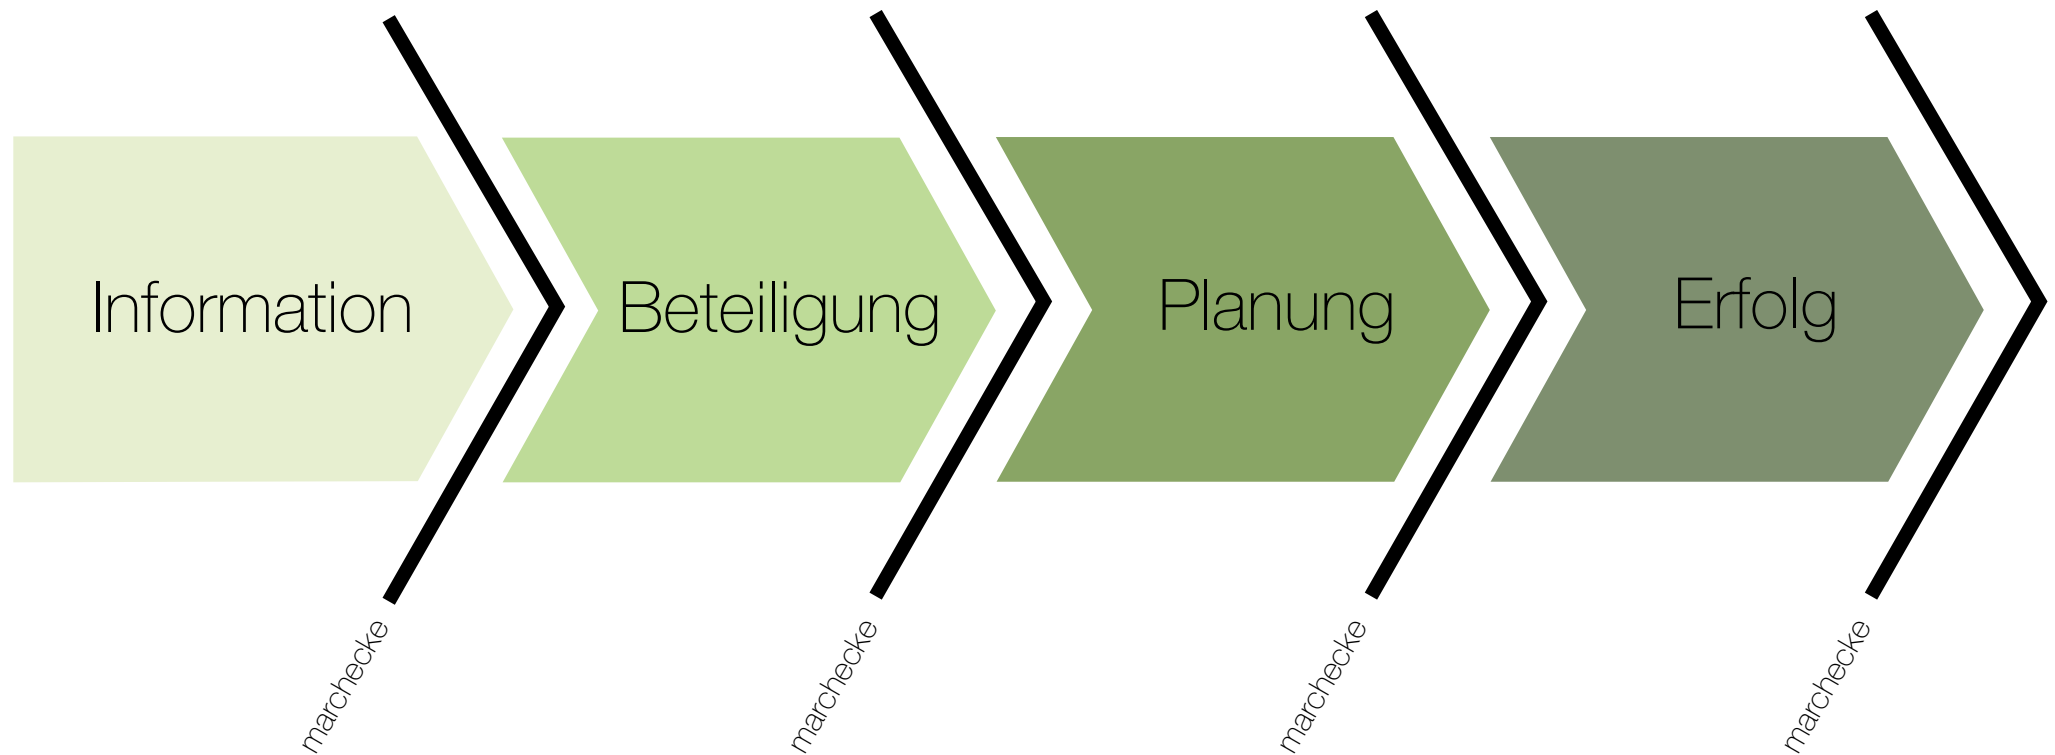 Information
Beteiligung
Planung
Erfolg
marchecke
marchecke
marchecke
marchecke